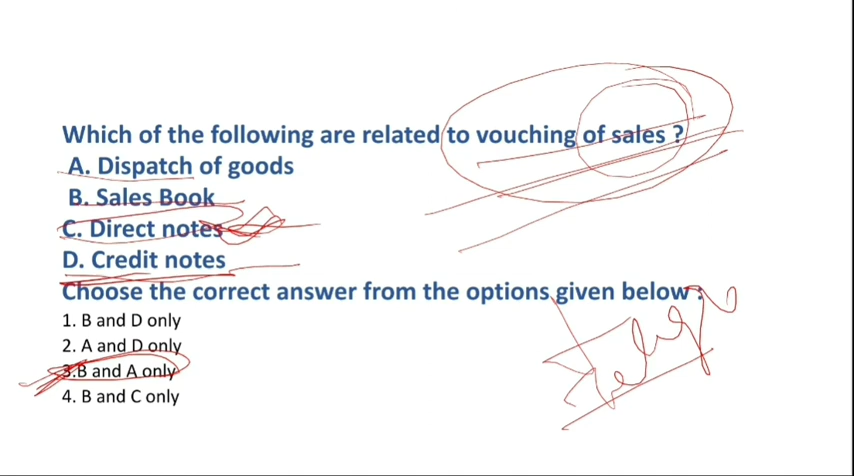 Which of the following are related to vouching of sales ?
A. Dispatch of goods
B. Sales Book
C. Direct notes
D. Credit notes
Choose the correct answer from the options given below :
1. B and D only
2. A and D only
3.B and A only
4. B and C only